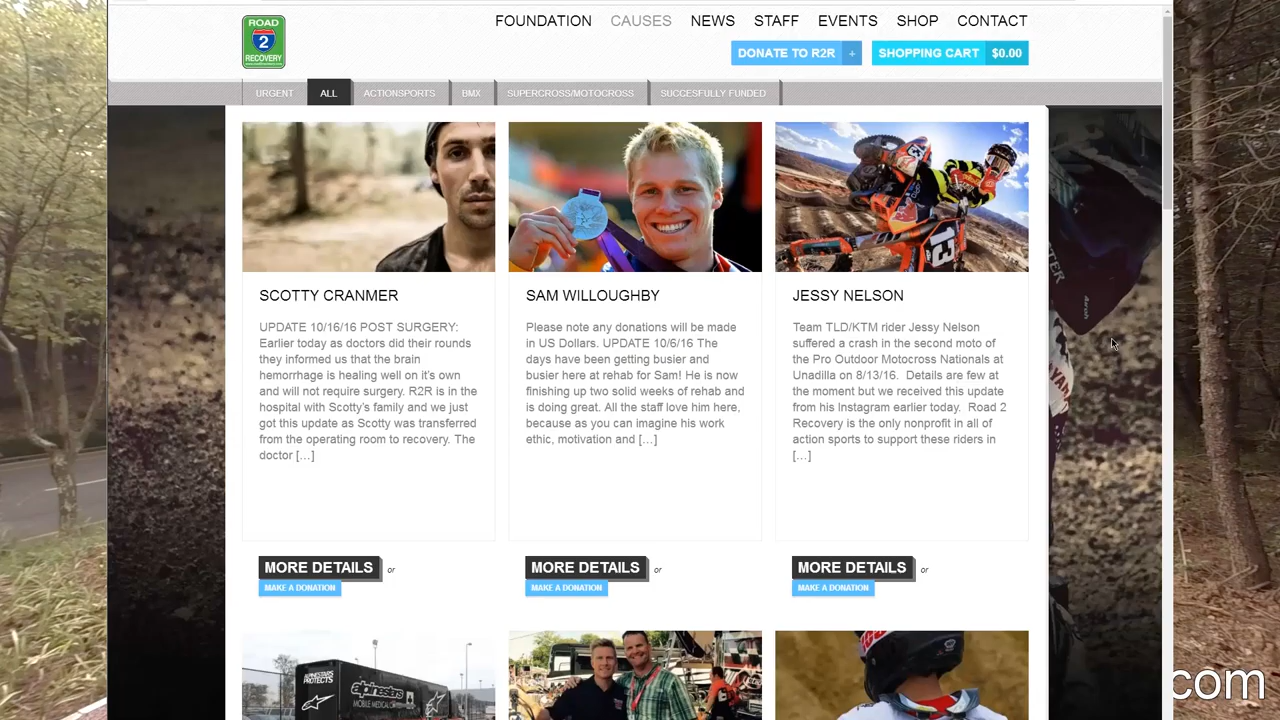 ROAD
2
RECOVERY
FOUNDATION CAUSES NEWS STAFF EVENTS SHOP CONTACT
DONATE TO R2R +
SHOPPING CART $0.00
URGENT ALL ACTIONSPORTS BMX SUPERCROSS/MOTOCROSS SUCCESFULLY FUNDED
13
SCOTTY CRANMER
UPDATE 10/16/16 POST SURGERY:
Earlier today as doctors did their rounds
they informed us that the brain
hemorrhage is healing well on it's own
and will not require surgery. R2R is in the
hospital with Scotty's family and we just
got this update as Scotty was transferred
from the operating room to recovery. The
doctor […]
MORE DETAILS or
MAKE A DONATION
SAM WILLOUGHBY
Please note any donations will be made
in US Dollars. UPDATE 10/6/16 The
days have been getting busier and
busier here at rehab for Sam! He is now
finishing up two solid weeks of rehab and
is doing great. All the staff love him here,
because as you can imagine his work
ethic, motivation and […]
MORE DETAILS or
MAKE A DONATION
JESSY NELSON
Team TLD/KTM rider Jessy Nelson
suffered a crash in the second moto of
the Pro Outdoor Motocross Nationals at
Unadilla on 8/13/16.  Details are few at
the moment but we received this update
from his Instagram earlier today.  Road 2
Recovery is the only nonprofit in all of
action sports to support these riders in
[…]
MORE DETAILS or
MAKE A DONATION
ALPINESTARS
PROTECTS
alpinestars
MOBILE MEDICAL
.com